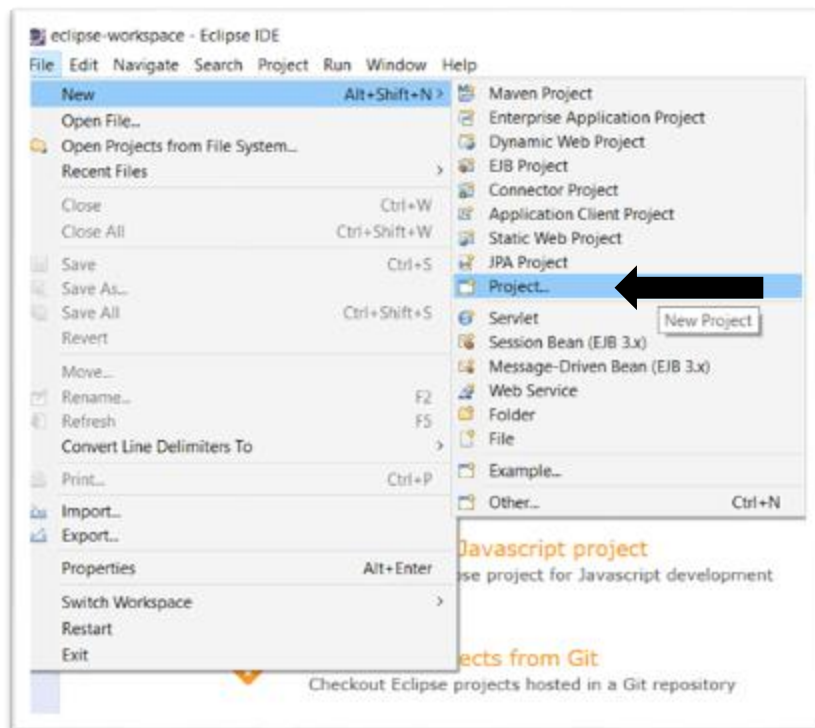 eclipse-workspace - Eclipse IDE
File Edit Navigate Search Project Run Window Help
New Alt+Shift+N >
Open File...
Open Projects from File System...
Recent Files >
Close Ctrl+W
Close All Ctrl+Shift+W
Save Ctrl+S
Save As...
Save All Ctrl+Shift+S
Revert
Move...
Rename... F2
Refresh F5
Convert Line Delimiters To >
Print... Ctrl+P
Import...
Export...
Properties Alt+Enter
Switch Workspace >
Restart
Exit
Maven Project
Enterprise Application Project
Dynamic Web Project
EJB Project
Connector Project
Application Client Project
Static Web Project
JPA Project
Project...
New Project
Servlet
Session Bean (EJB 3.x)
Message-Driven Bean (EJB 3.x)
Web Service
Folder
File
Example...
Other... Ctrl+N
Javascript project
project for Javascript development
from Git
Checkout Eclipse projects hosted in a Git repository